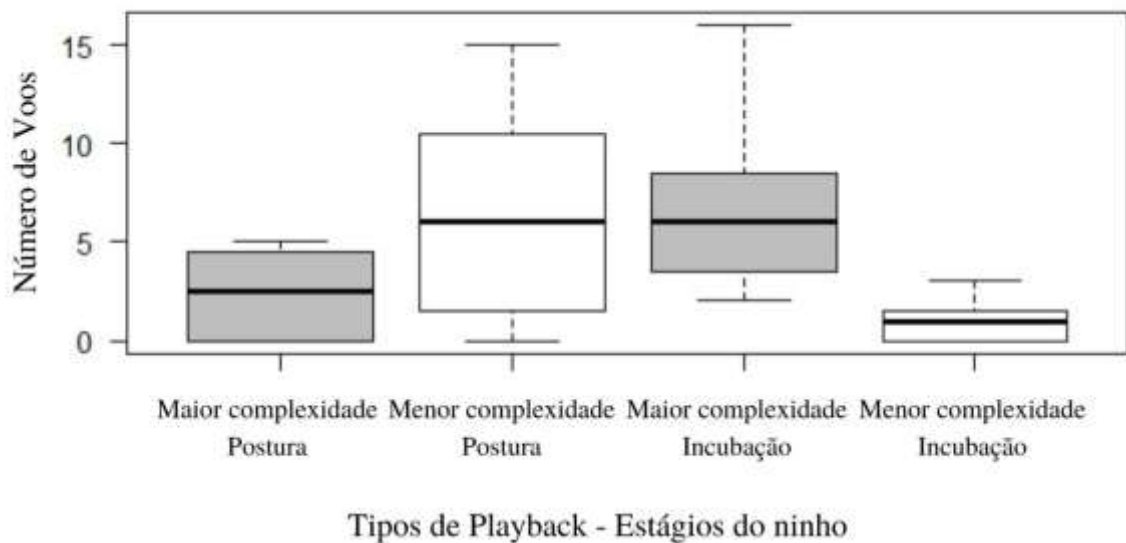 Número de Voos
15
10
5
0
Maior complexidade Menor complexidade Maior complexidade Menor complexidade
Postura Postura Incubação Incubação
Tipos de Playback - Estágios do ninho